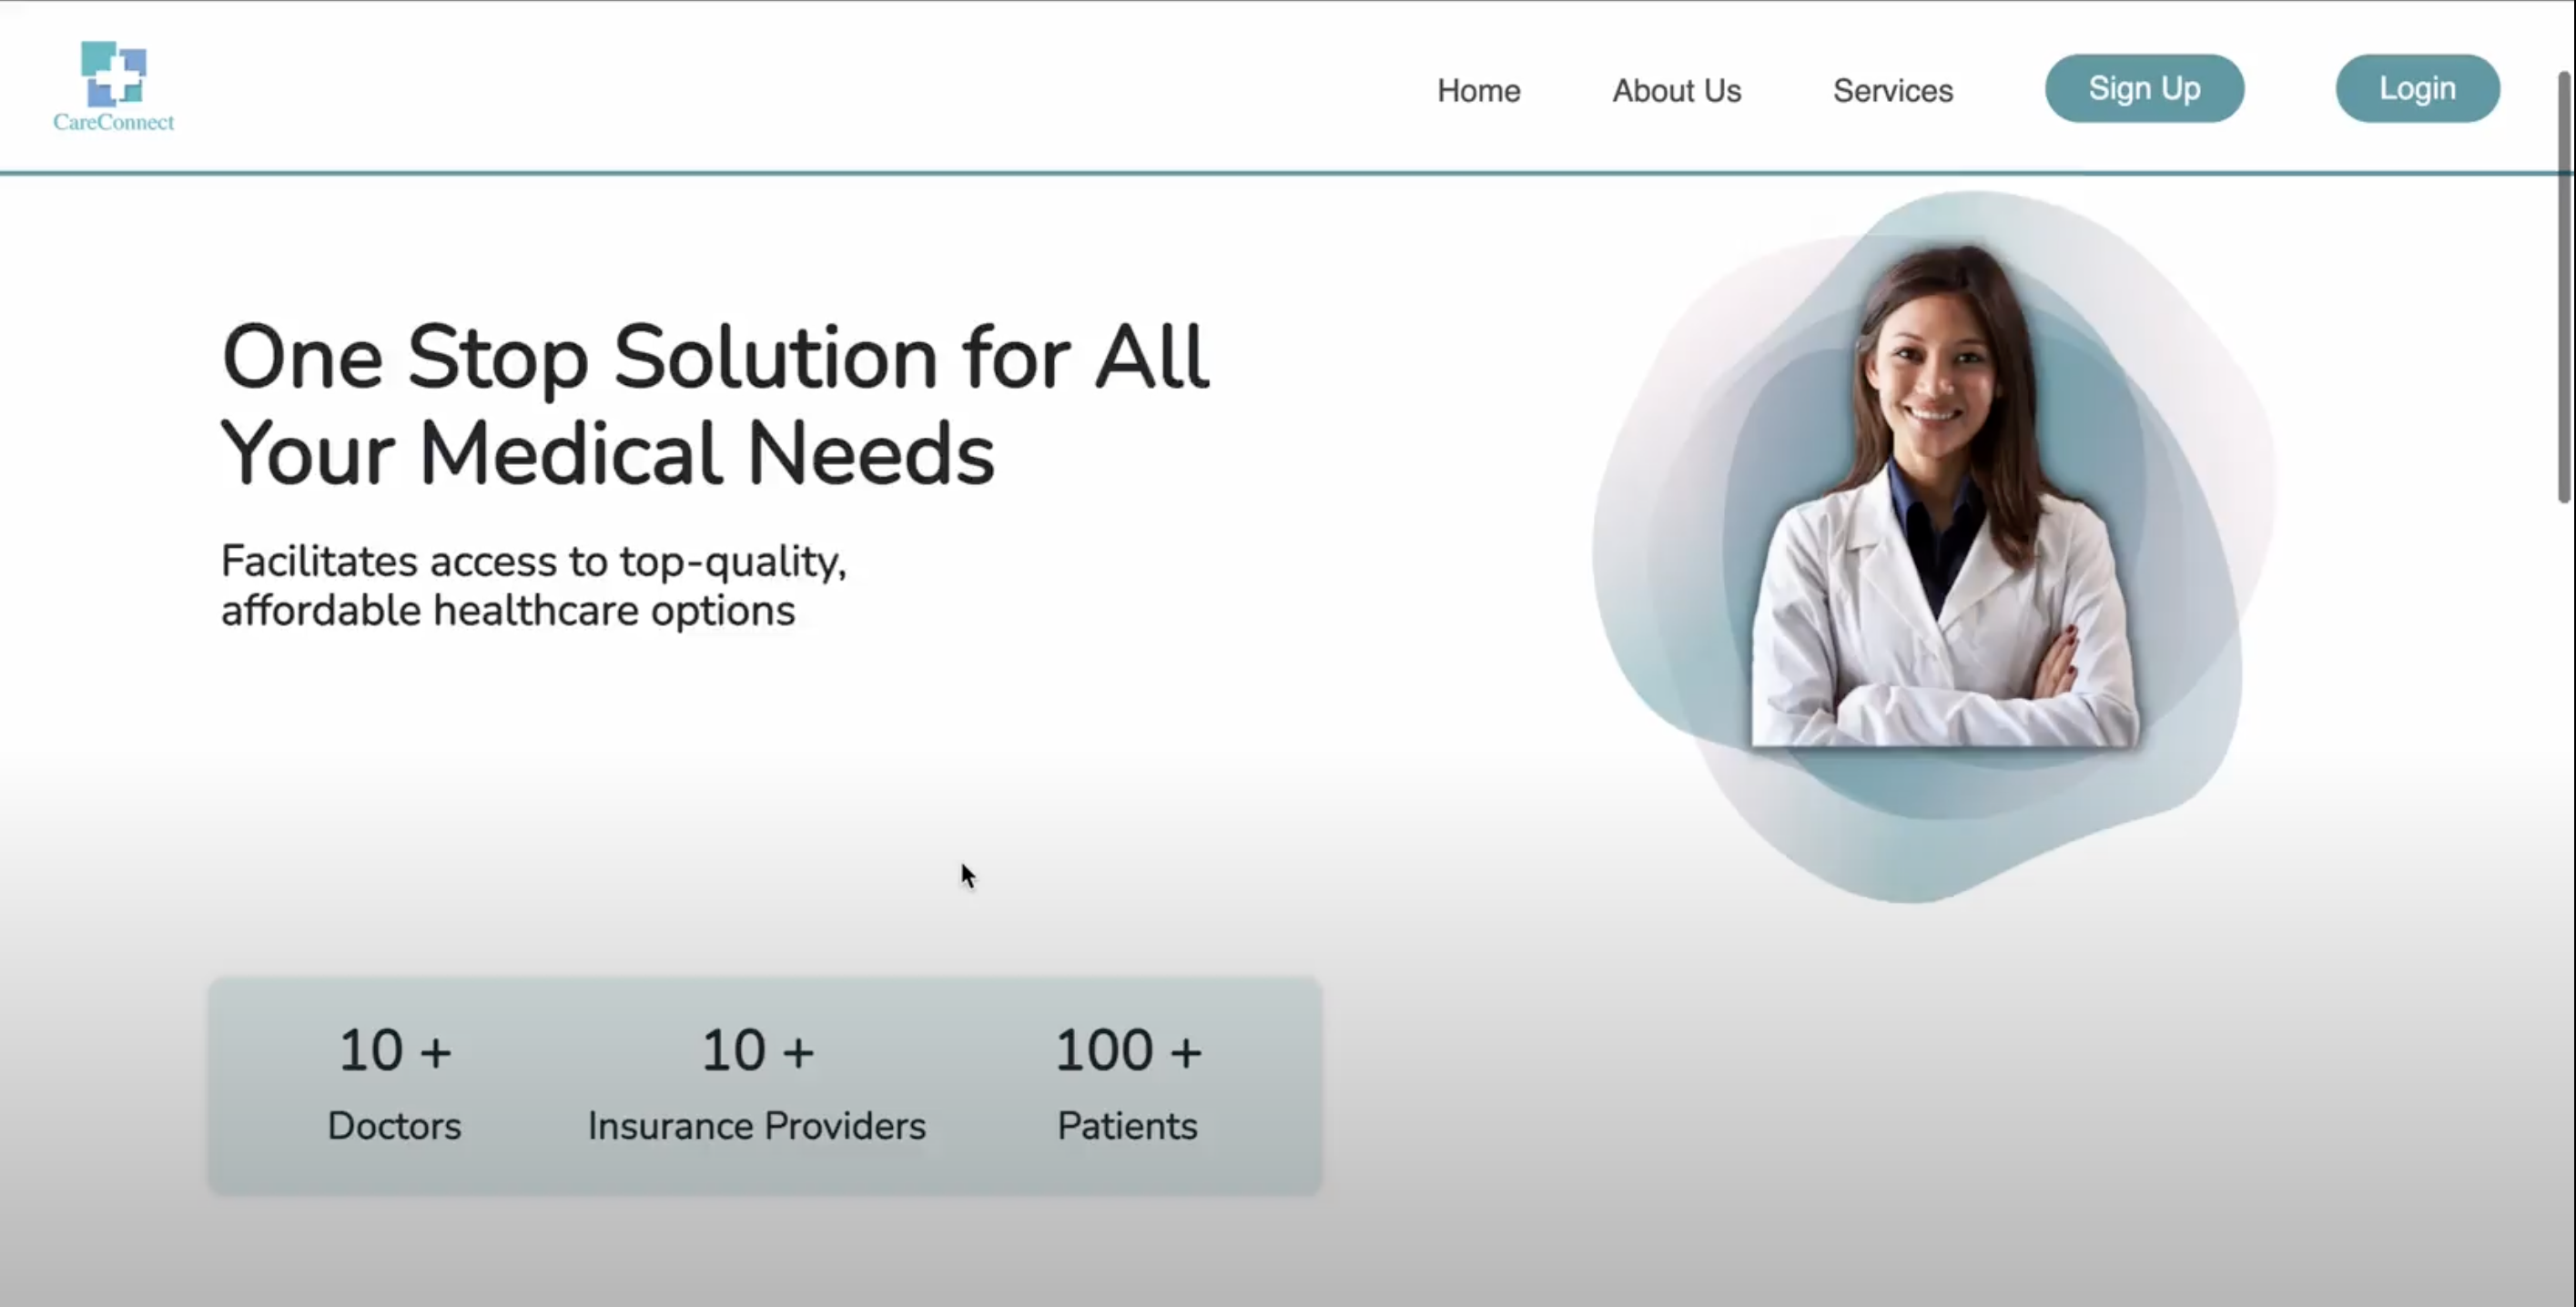 CareConnect
Home
About Us
Services
Sign Up
Login
One Stop Solution for All
Your Medical Needs
Facilitates access to top-quality,
affordable healthcare options
10 +
Doctors
10 +
Insurance Providers
100 +
Patients